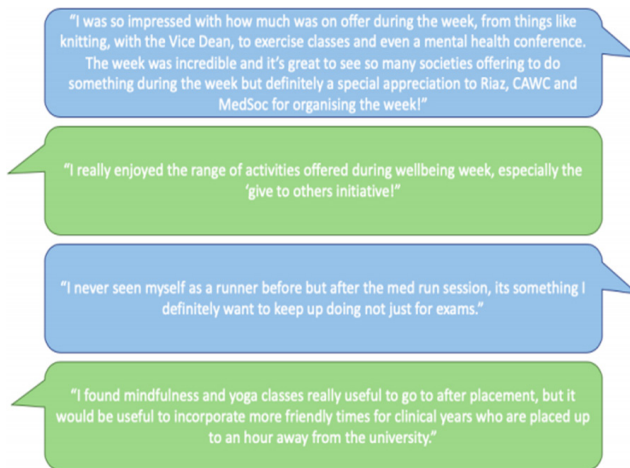 “I was so impressed with how much was on offer during the week, from things like
knitting, with the Vice Dean, to exercise classes and even a mental health conference.
The week was incredible and it’s great to see so many societies offering to do
something during the week but definitely a special appreciation to Riaz, CAWC and
MedSoc for organising the week!”
“I really enjoyed the range of activities offered during wellbeing week, especially the
‘give to others initiative!”
“I never seen myself as a runner before but after the med run session, its something I
definitely want to keep up doing not just for exams.”
“I found mindfulness and yoga classes really useful to go to after placement, but it
would be useful to incorporate more friendly times for clinical years who are placed up
to an hour away from the university.”